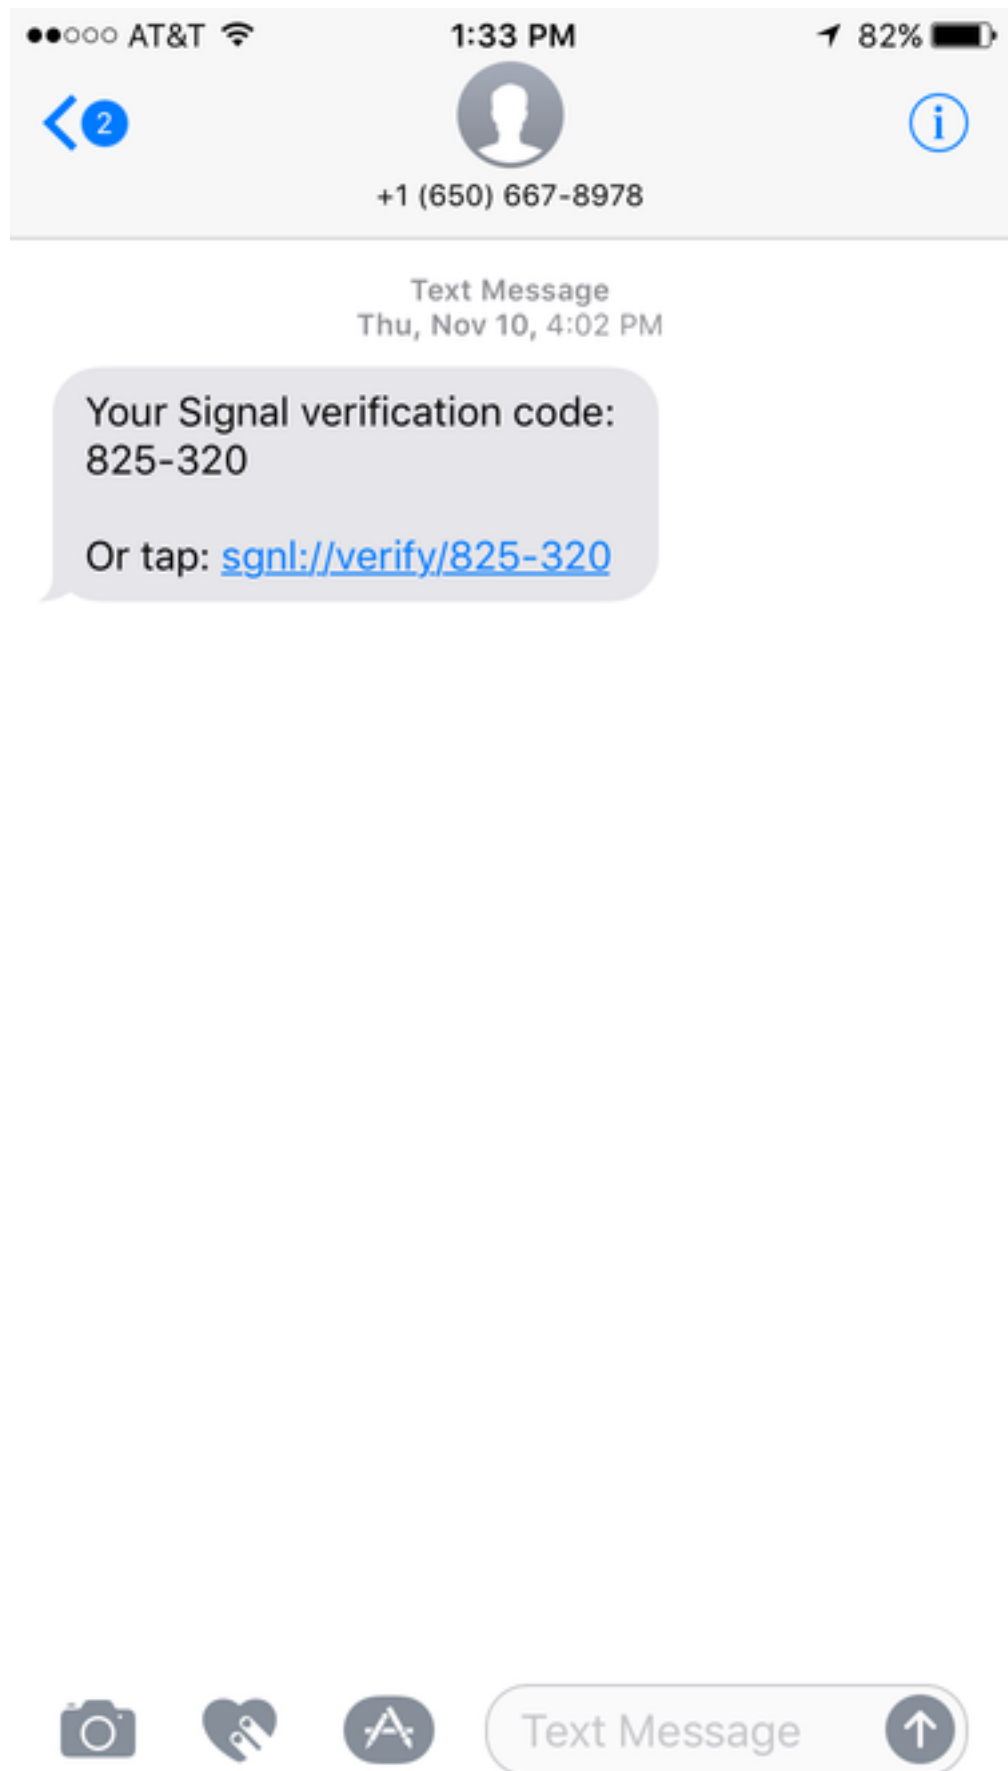 AT&T 1:33 PM 82%
2
+1 (650) 667-8978
Text Message
Thu, Nov 10, 4:02 PM
Your Signal verification code:
825-320
Or tap: sgnl://verify/825-320
Text Message